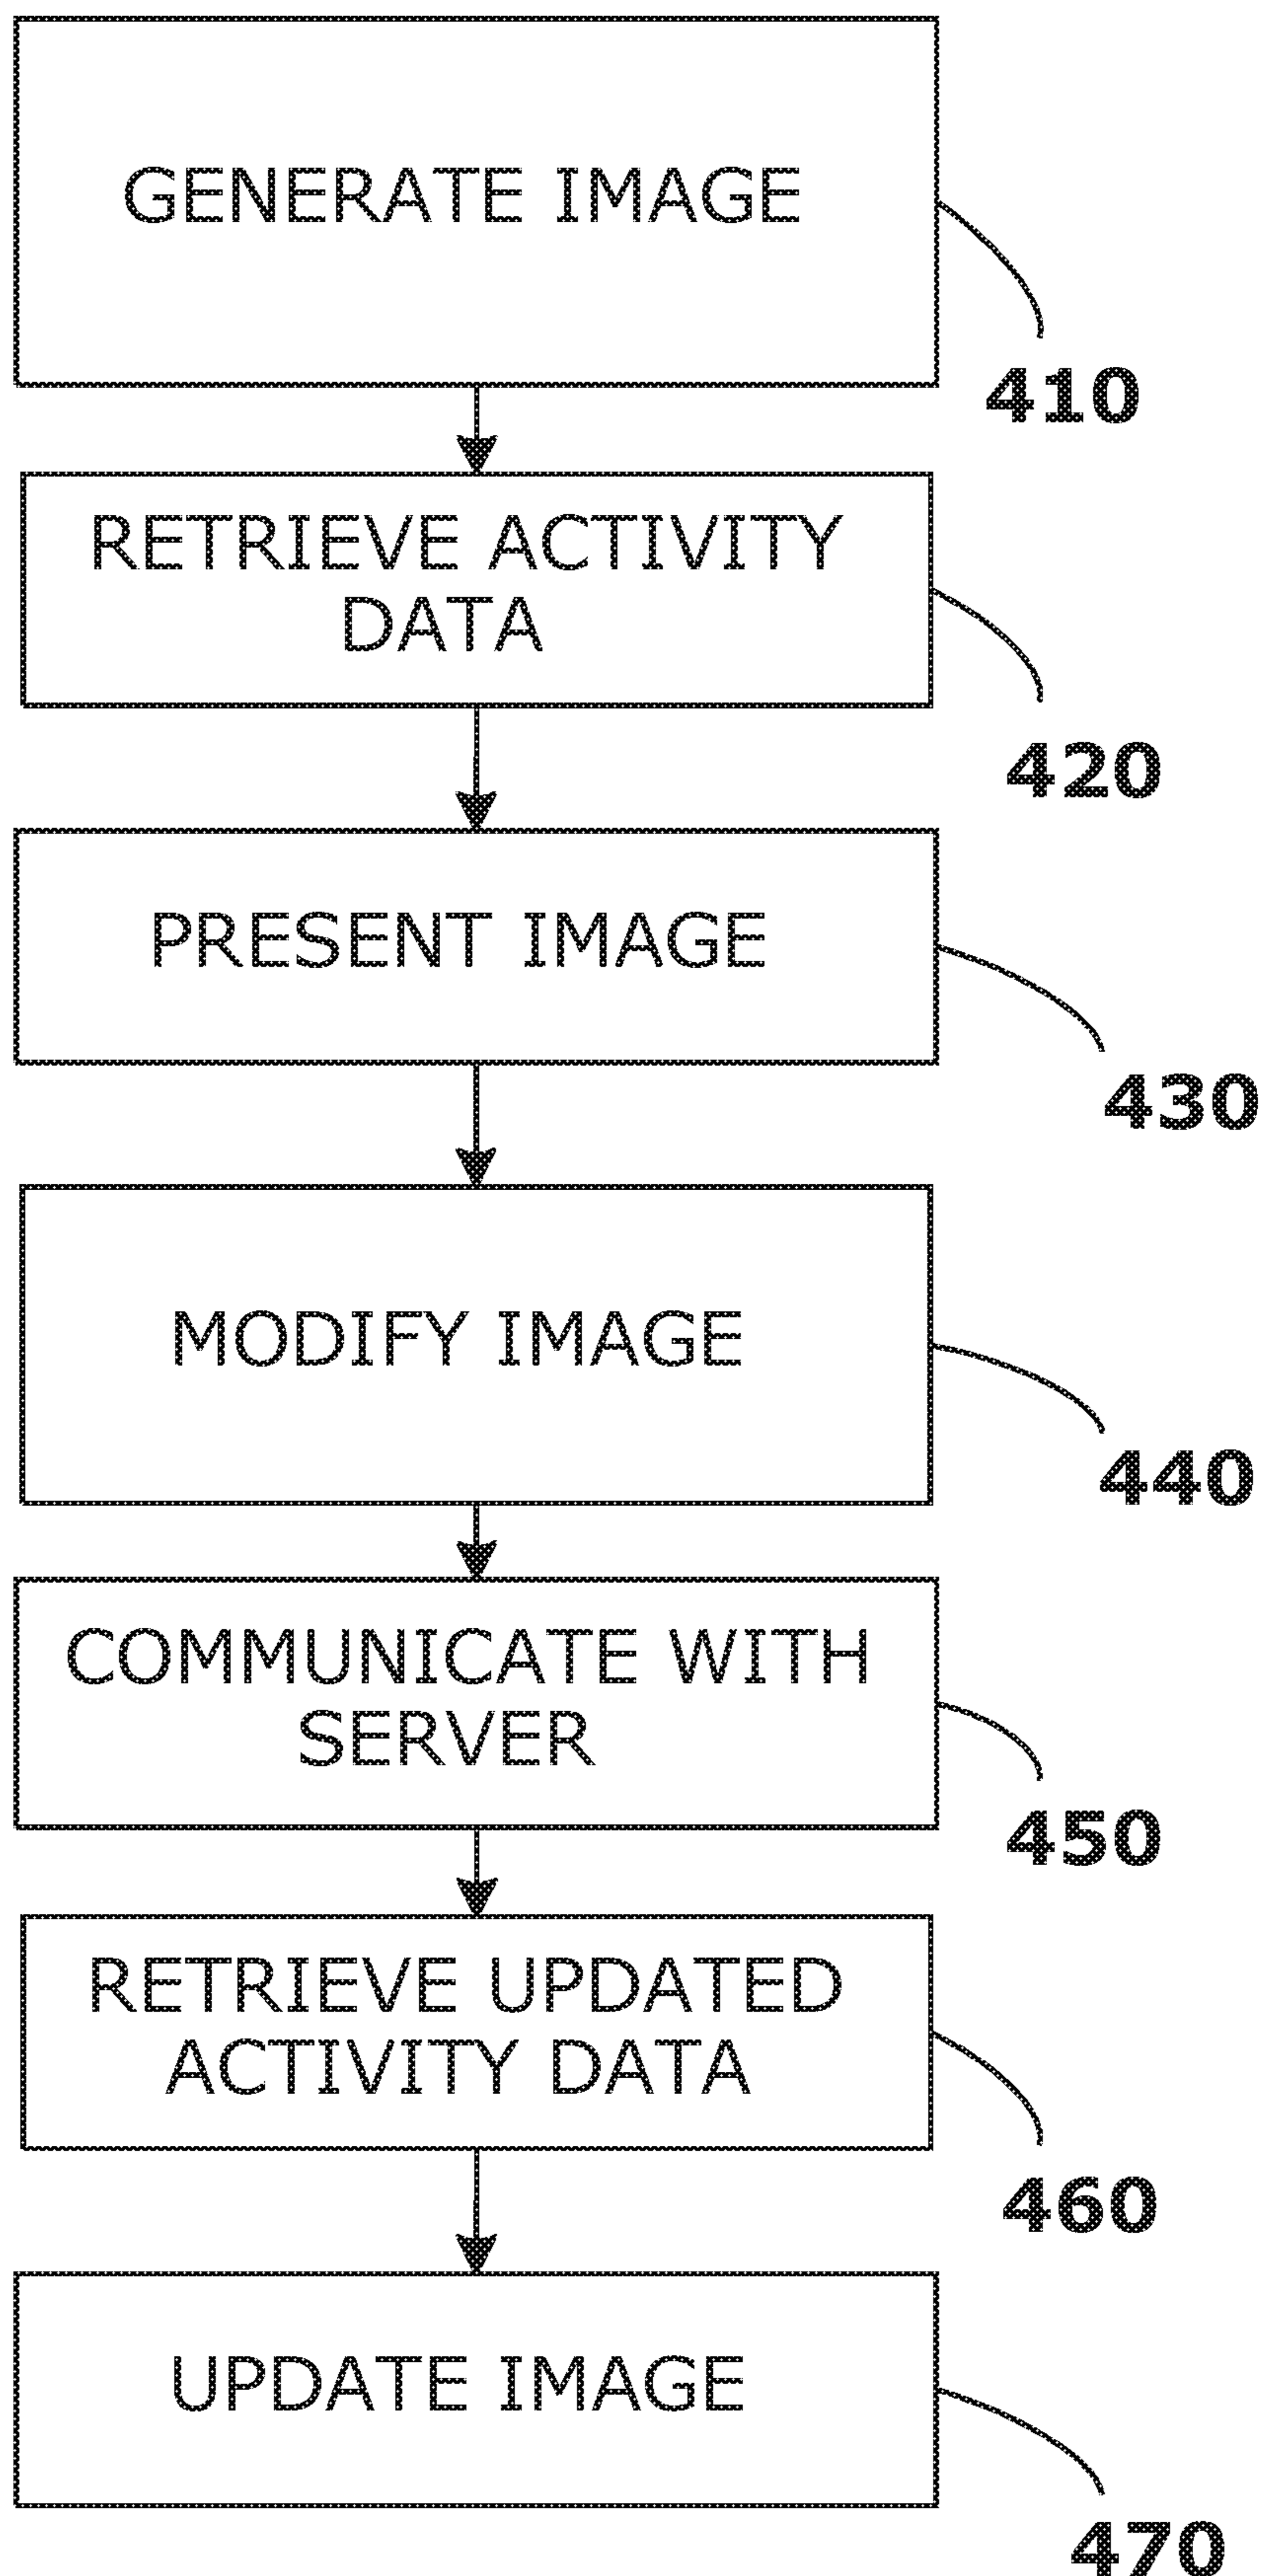 GENERATE IMAGE
410
RETRIEVE ACTIVITY
DATA
420
PRESENT IMAGE
430
MODIFY IMAGE
440
COMMUNICATE WITH
SERVER
450
RETRIEVE UPDATED
ACTIVITY DATA
460
UPDATE IMAGE
470